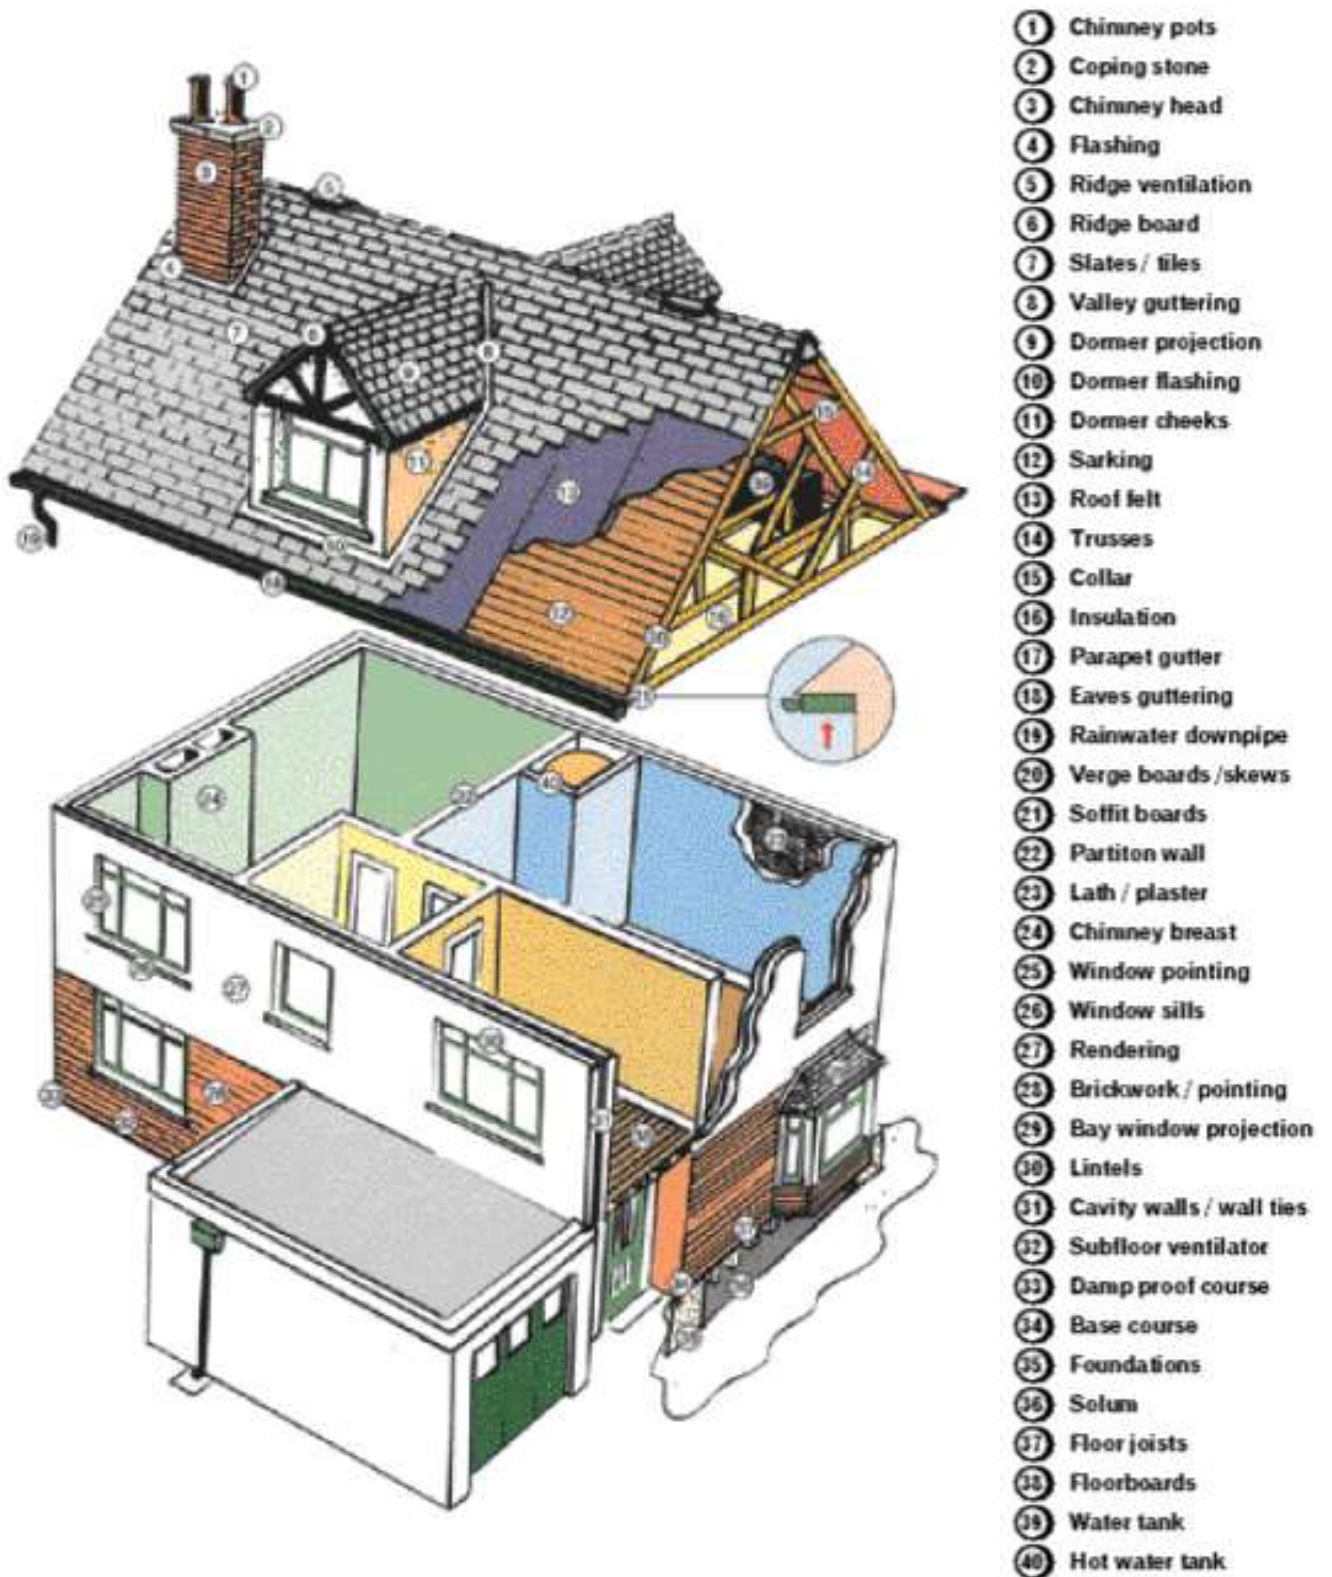 1 Chimney pots
2 Coping stone
3 Chimney head
4 Flashing
5 Ridge ventilation
6 Ridge board
7 Slates / tiles
8 Valley guttering
9 Dormer projection
10 Dormer flashing
11 Dormer cheeks
12 Sarking
13 Roof felt
14 Trusses
15 Collar
16 Insulation
17 Parapet gutter
18 Eaves guttering
19 Rainwater downpipe
20 Verge boards /skews
21 Soffit boards
22 Partiton wall
23 Lath / plaster
24 Chimney breast
25 Window pointing
26 Window sills
27 Rendering
28 Brickwork / pointing
29 Bay window projection
30 Lintels
31 Cavity walls / wall ties
32 Subfloor ventilator
33 Damp proof course
34 Base course
35 Foundations
36 Solum
37 Floor joists
38 Floorboards
39 Water tank
40 Hot water tank